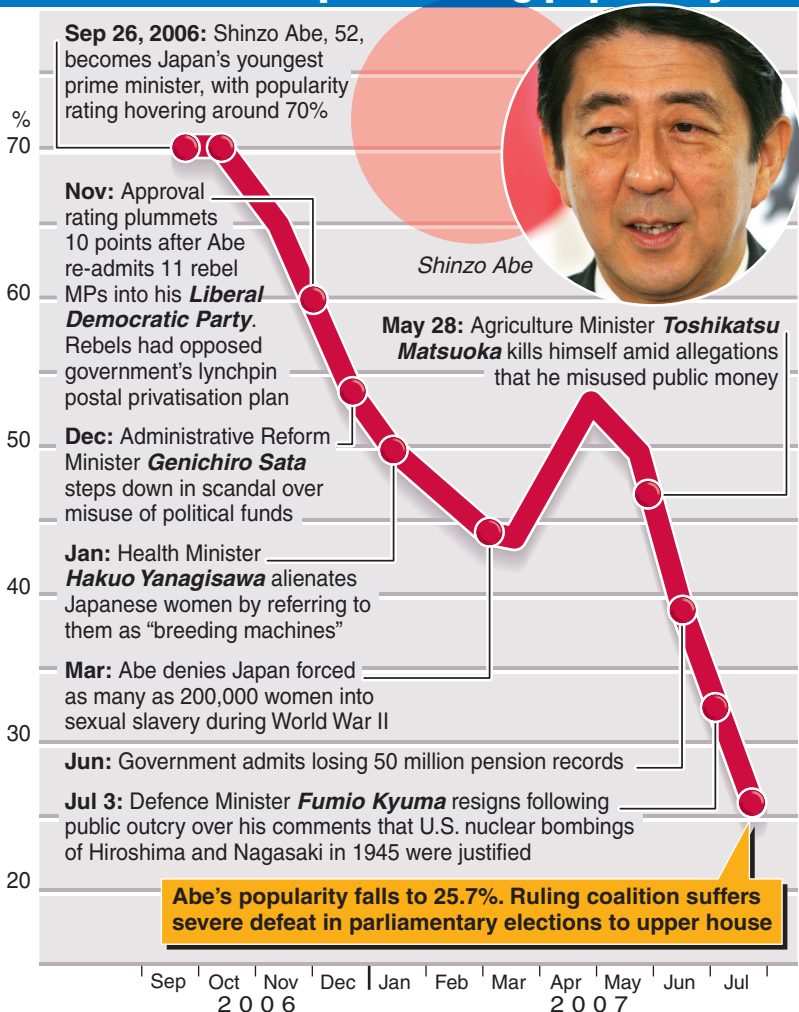 Sep 26, 2006: Shinzo Abe, 52,
becomes Japan's youngest
prime minister, with popularity
rating hovering around 70%
%
70
Nov: Approval
rating plummets
10 points after Abe
re-admits 11 rebel
MPs into his Liberal
Democratic Party.
Rebels had opposed
government's lynchpin
postal privatisation plan
Shinzo Abe
60
May 28: Agriculture Minister Toshikatsu
Matsuoka kills himself amid allegations
that he misused public money
50
Dec: Administrative Reform
Minister Genichiro Sata
steps down in scandal over
misuse of political funds
Jan: Health Minister
Hakuo Yanagisawa alienates
Japanese women by referring to
them as “breeding machines”
40
Mar: Abe denies Japan forced
as many as 200,000 women into
sexual slavery during World War II
30
Jun: Government admits losing 50 million pension records
Jul 3: Defence Minister Fumio Kyuma resigns following
public outcry over his comments that U.S. nuclear bombings
of Hiroshima and Nagasaki in 1945 were justified
20
Abe's popularity falls to 25.7%. Ruling coalition suffers
severe defeat in parliamentary elections to upper house
Sep Oct Nov Dec Jan Feb Mar Apr May Jun Jul
2006 2007